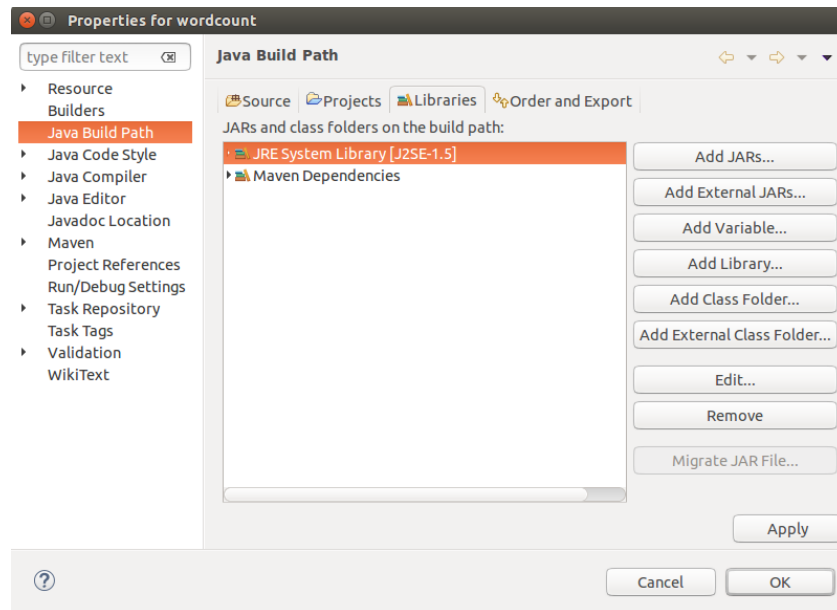 Properties for wordcount
type filter text
Resource
Builders
Java Build Path
Java Code Style
Java Compiler
Java Editor
Javadoc Location
Maven
Project References
Run/Debug Settings
Task Repository
Task Tags
Validation
WikiText
Java Build Path
Source Projects Libraries Order and Export
JARs and class folders on the build path:
JRE System Library [J2SE-1.5]
Maven Dependencies
Add JARs...
Add External JARs...
Add Variable...
Add Library...
Add Class Folder...
Add External Class Folder...
Edit...
Remove
Migrate JAR File...
Apply
? Cancel OK